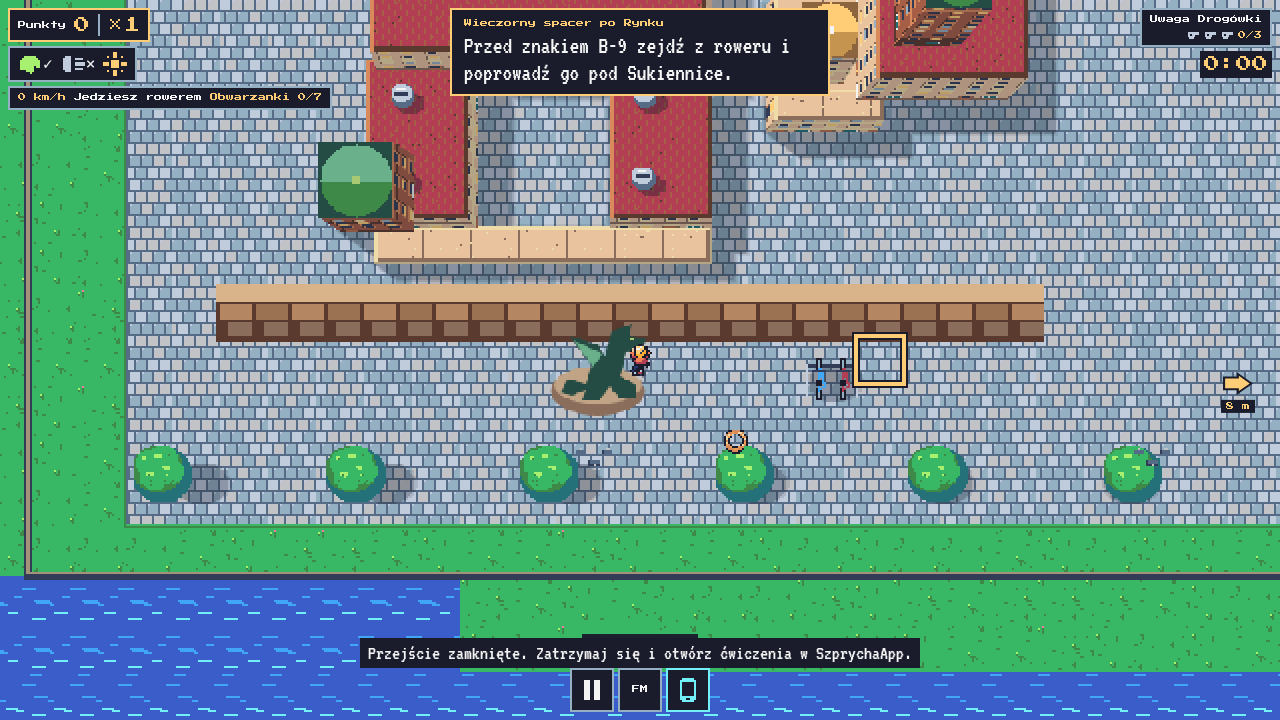 Punkty 0 | x1
Wieczorny spacer po Rynku
Przed znakiem B-9 zejdź z roweru i
poprowadź go pod Sukiennice.
Uwaga Drogówki
0/3
0:00
0 km/h Jedziesz rowerem Obwarzanki 0/7
8 m
Przejście zamknięte. Zatrzymaj się i otwórz ćwiczenia w SzprychaApp.
FM